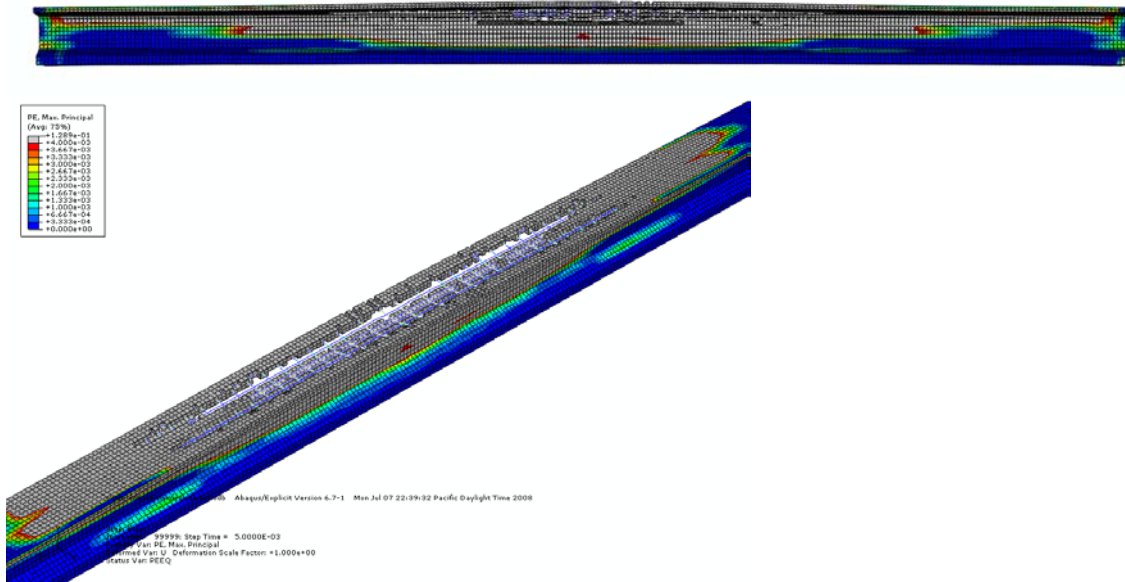 PE, Max. Principal
(Avg: 75%)
+1.289e-01
+4.000e-03
+3.667e-03
+3.333e-03
+3.000e-03
+2.667e-03
+2.333e-03
+2.000e-03
+1.667e-03
+1.333e-03
+1.000e-03
+6.667e-04
+3.333e-04
+0.000e+00
Abaqus/Explicit Version 6.7-1 Mon Jul 07 22:39:32 Pacific Daylight Time 2008
99999: Step Time = 5.0000E-03
Var: PE, Max. Principal
Var: U Deformation Scale Factor: +1.000e+00
Status Var: PEEQ